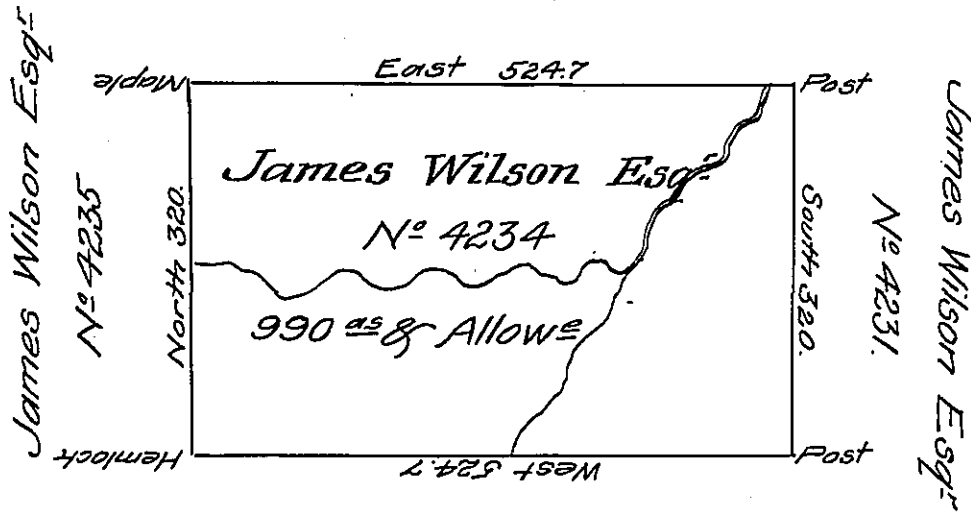 East 524.7
Maple
Post
James Wilson Esqr
No 4235
North 320.
James Wilson Esqr
No 4234
990 as & Allowe
South 320.
No 4231.
James Wilson Esqr
Hemlock
West 524.7
Post